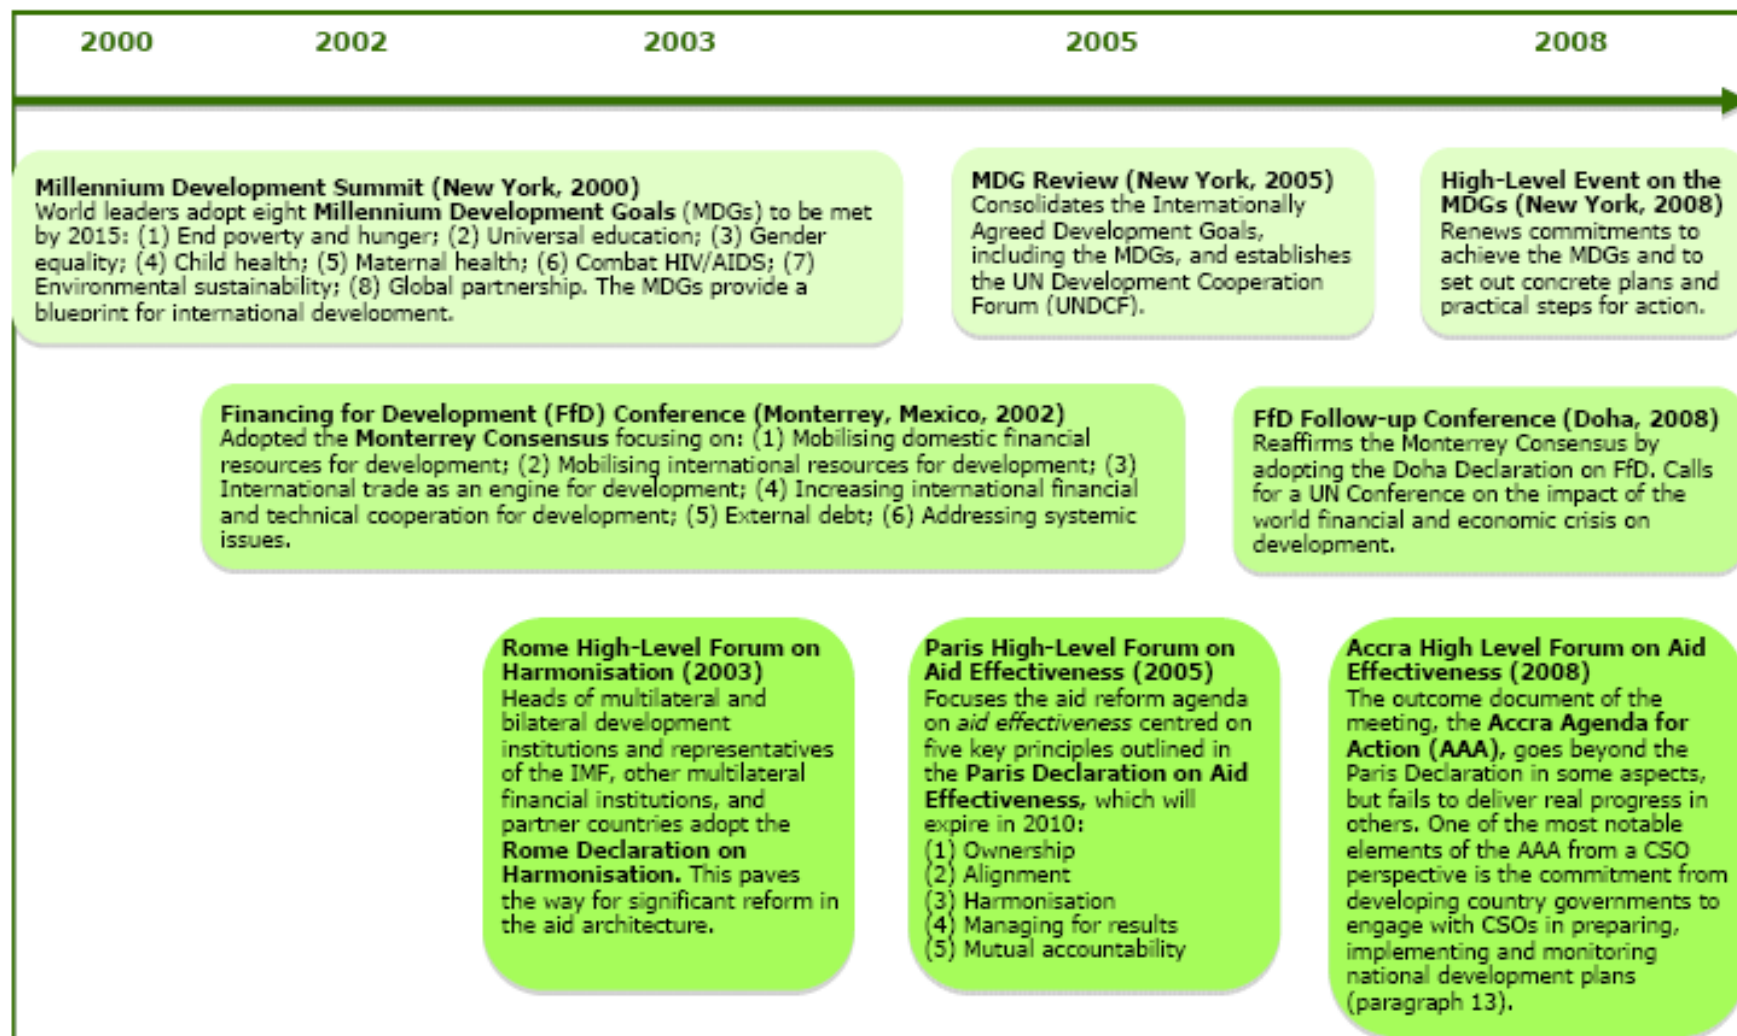 2000 2002 2003 2005 2008
Millennium Development Summit (New York, 2000)
World leaders adopt eight Millennium Development Goals (MDGs) to be met
by 2015: (1) End poverty and hunger; (2) Universal education; (3) Gender
equality; (4) Child health; (5) Maternal health; (6) Combat HIV/AIDS; (7)
Environmental sustainability; (8) Global partnership. The MDGs provide a
blueprint for international development.
MDG Review (New York, 2005)
Consolidates the Internationally
Agreed Development Goals,
including the MDGs, and establishes
the UN Development Cooperation
Forum (UNDCF).
High-Level Event on the
MDGs (New York, 2008)
Renews commitments to
achieve the MDGs and to
set out concrete plans and
practical steps for action.
Financing for Development (FfD) Conference (Monterrey, Mexico, 2002)
Adopted the Monterrey Consensus focusing on: (1) Mobilising domestic financial
resources for development; (2) Mobilising international resources for development; (3)
International trade as an engine for development; (4) Increasing international financial
and technical cooperation for development; (5) External debt; (6) Addressing systemic
issues.
FfD Follow-up Conference (Doha, 2008)
Reaffirms the Monterrey Consensus by
adopting the Doha Declaration on FfD. Calls
for a UN Conference on the impact of the
world financial and economic crisis on
development.
Rome High-Level Forum on
Harmonisation (2003)
Heads of multilateral and
bilateral development
institutions and representatives
of the IMF, other multilateral
financial institutions, and
partner countries adopt the
Rome Declaration on
Harmonisation. This paves
the way for significant reform in
the aid architecture.
Paris High-Level Forum on
Aid Effectiveness (2005)
Focuses the aid reform agenda
on aid effectiveness centred on
five key principles outlined in
the Paris Declaration on Aid
Effectiveness, which will
expire in 2010:
(1) Ownership
(2) Alignment
(3) Harmonisation
(4) Managing for results
(5) Mutual accountability
Accra High Level Forum on Aid
Effectiveness (2008)
The outcome document of the
meeting, the Accra Agenda for
Action (AAA), goes beyond the
Paris Declaration in some aspects,
but fails to deliver real progress in
others. One of the most notable
elements of the AAA from a CSO
perspective is the commitment from
developing country governments to
engage with CSOs in preparing,
implementing and monitoring
national development plans
(paragraph 13).